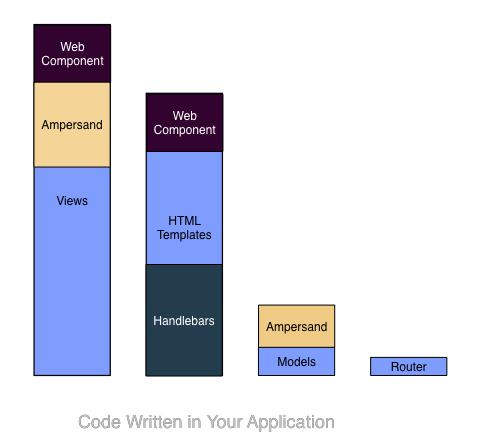 Web
Component
Ampersand
Views
Web
Component
HTML
Templates
Handlebars
Ampersand
Models
Router
Code Written in Your Application